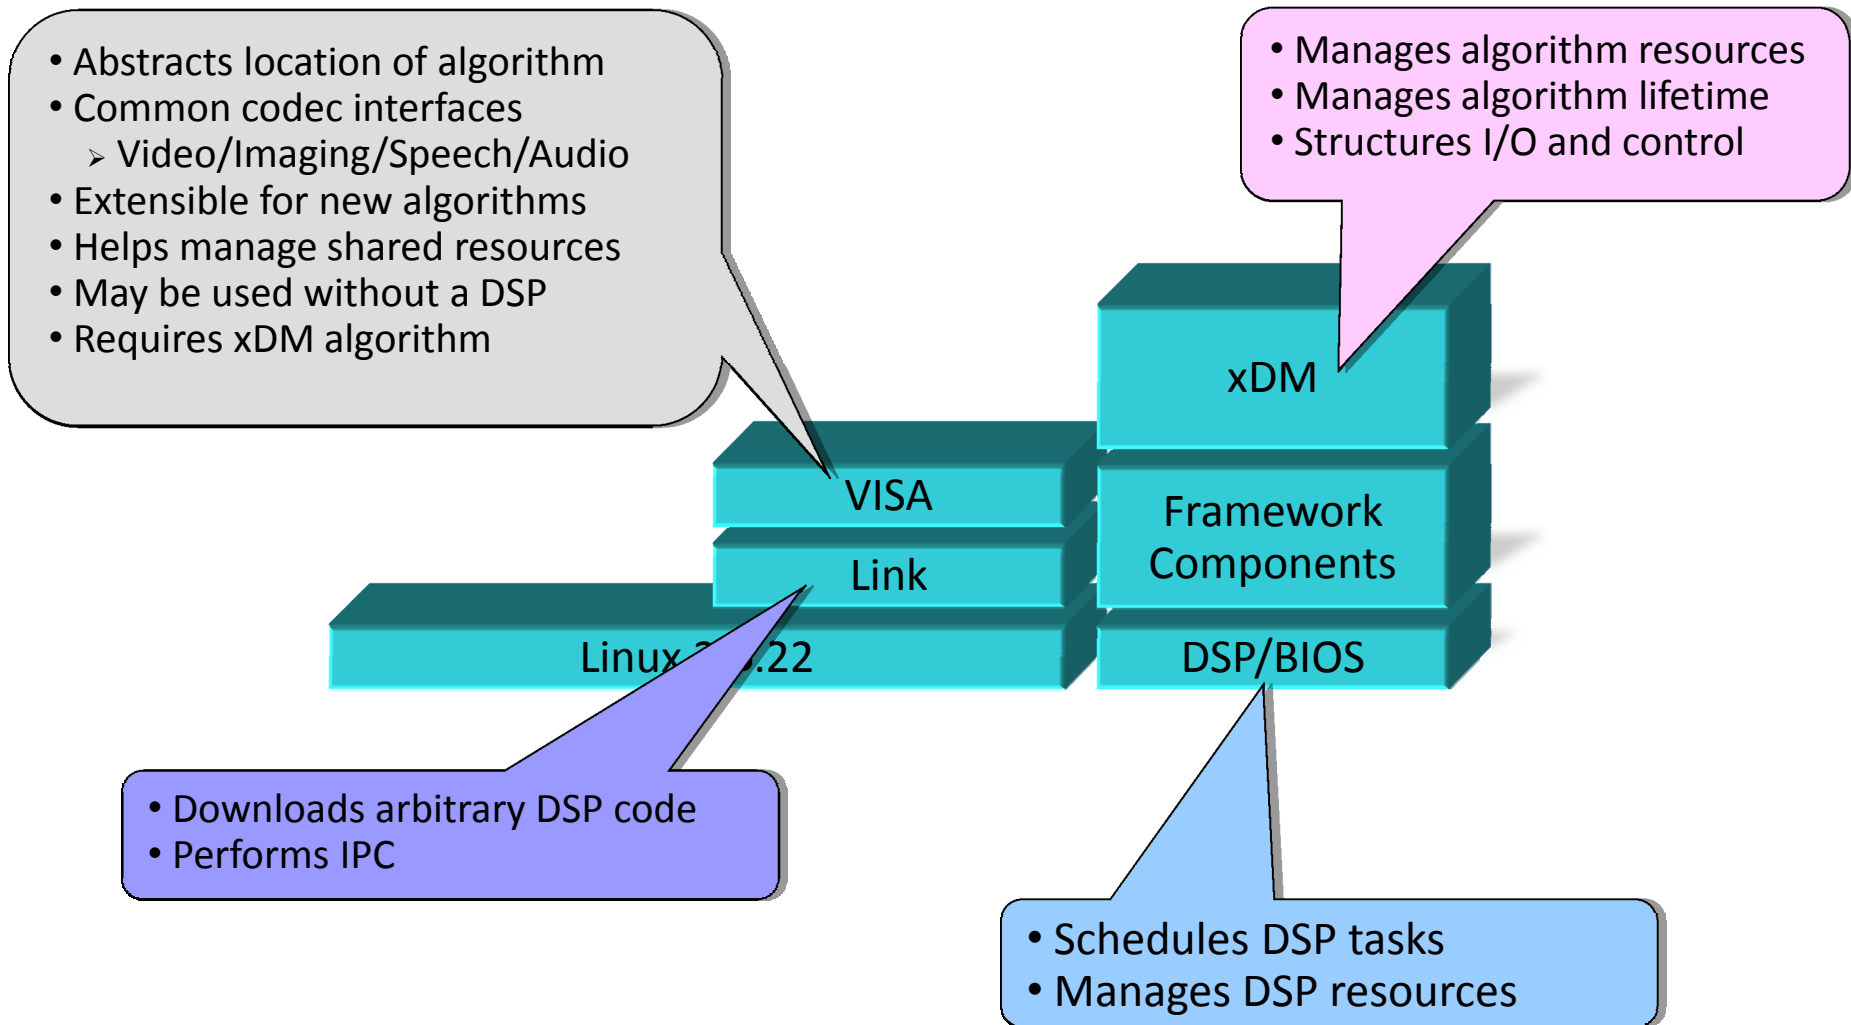 • Abstracts location of algorithm
• Common codec interfaces
➢ Video/Imaging/Speech/Audio
• Extensible for new algorithms
• Helps manage shared resources
• May be used without a DSP
• Requires xDM algorithm
• Manages algorithm resources
• Manages algorithm lifetime
• Structures I/O and control
xDM
VISA
Framework
Components
Link
Linux .22
DSP/BIOS
• Downloads arbitrary DSP code
• Performs IPC
• Schedules DSP tasks
• Manages DSP resources